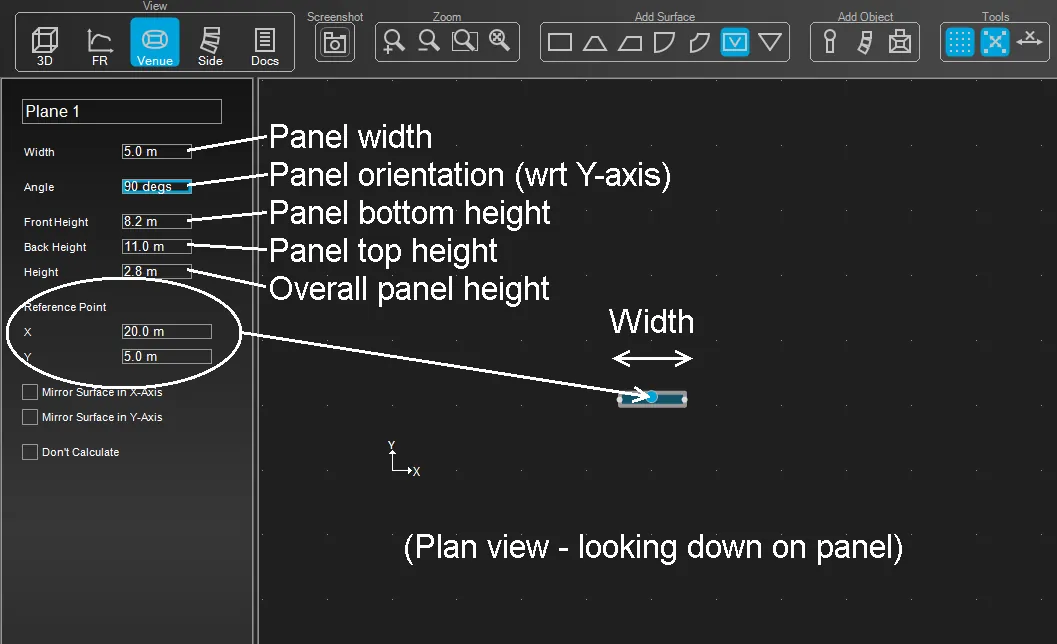 View
Screenshot
Zoom
Add Surface
Add Object
Tools
3D
FR
Venue
Side
Docs
Plane 1
Width 5.0 m
Panel width
Angle 90 degs
Panel orientation (wrt Y-axis)
Front Height 8.2 m
Panel bottom height
Back Height 11.0 m
Panel top height
Height 2.8 m
Overall panel height
Reference Point
X 20.0 m
Y 5.0 m
Width
Mirror Surface in X-Axis
Mirror Surface in Y-Axis
Don't Calculate
Y
X
(Plan view - looking down on panel)